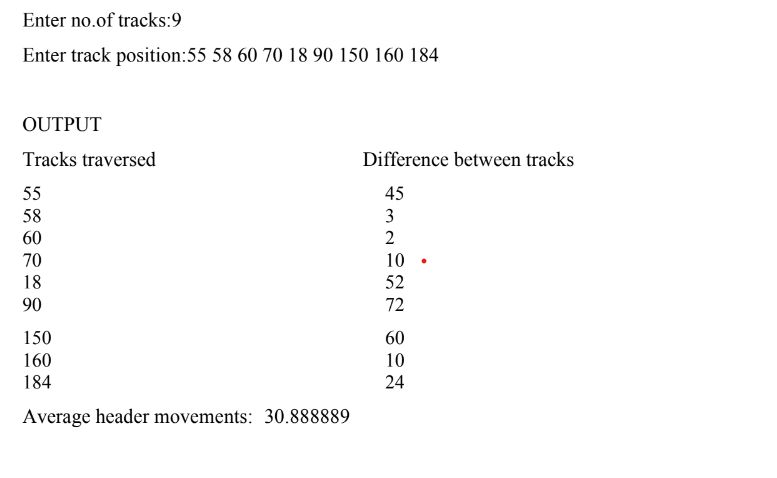 Enter no.of tracks:9
Enter track position:55 58 60 70 18 90 150 160 184
OUTPUT
Tracks traversed Difference between tracks
55 45
58 3
60 2
70 10
18 52
90 72
150 60
160 10
184 24
Average header movements: 30.888889